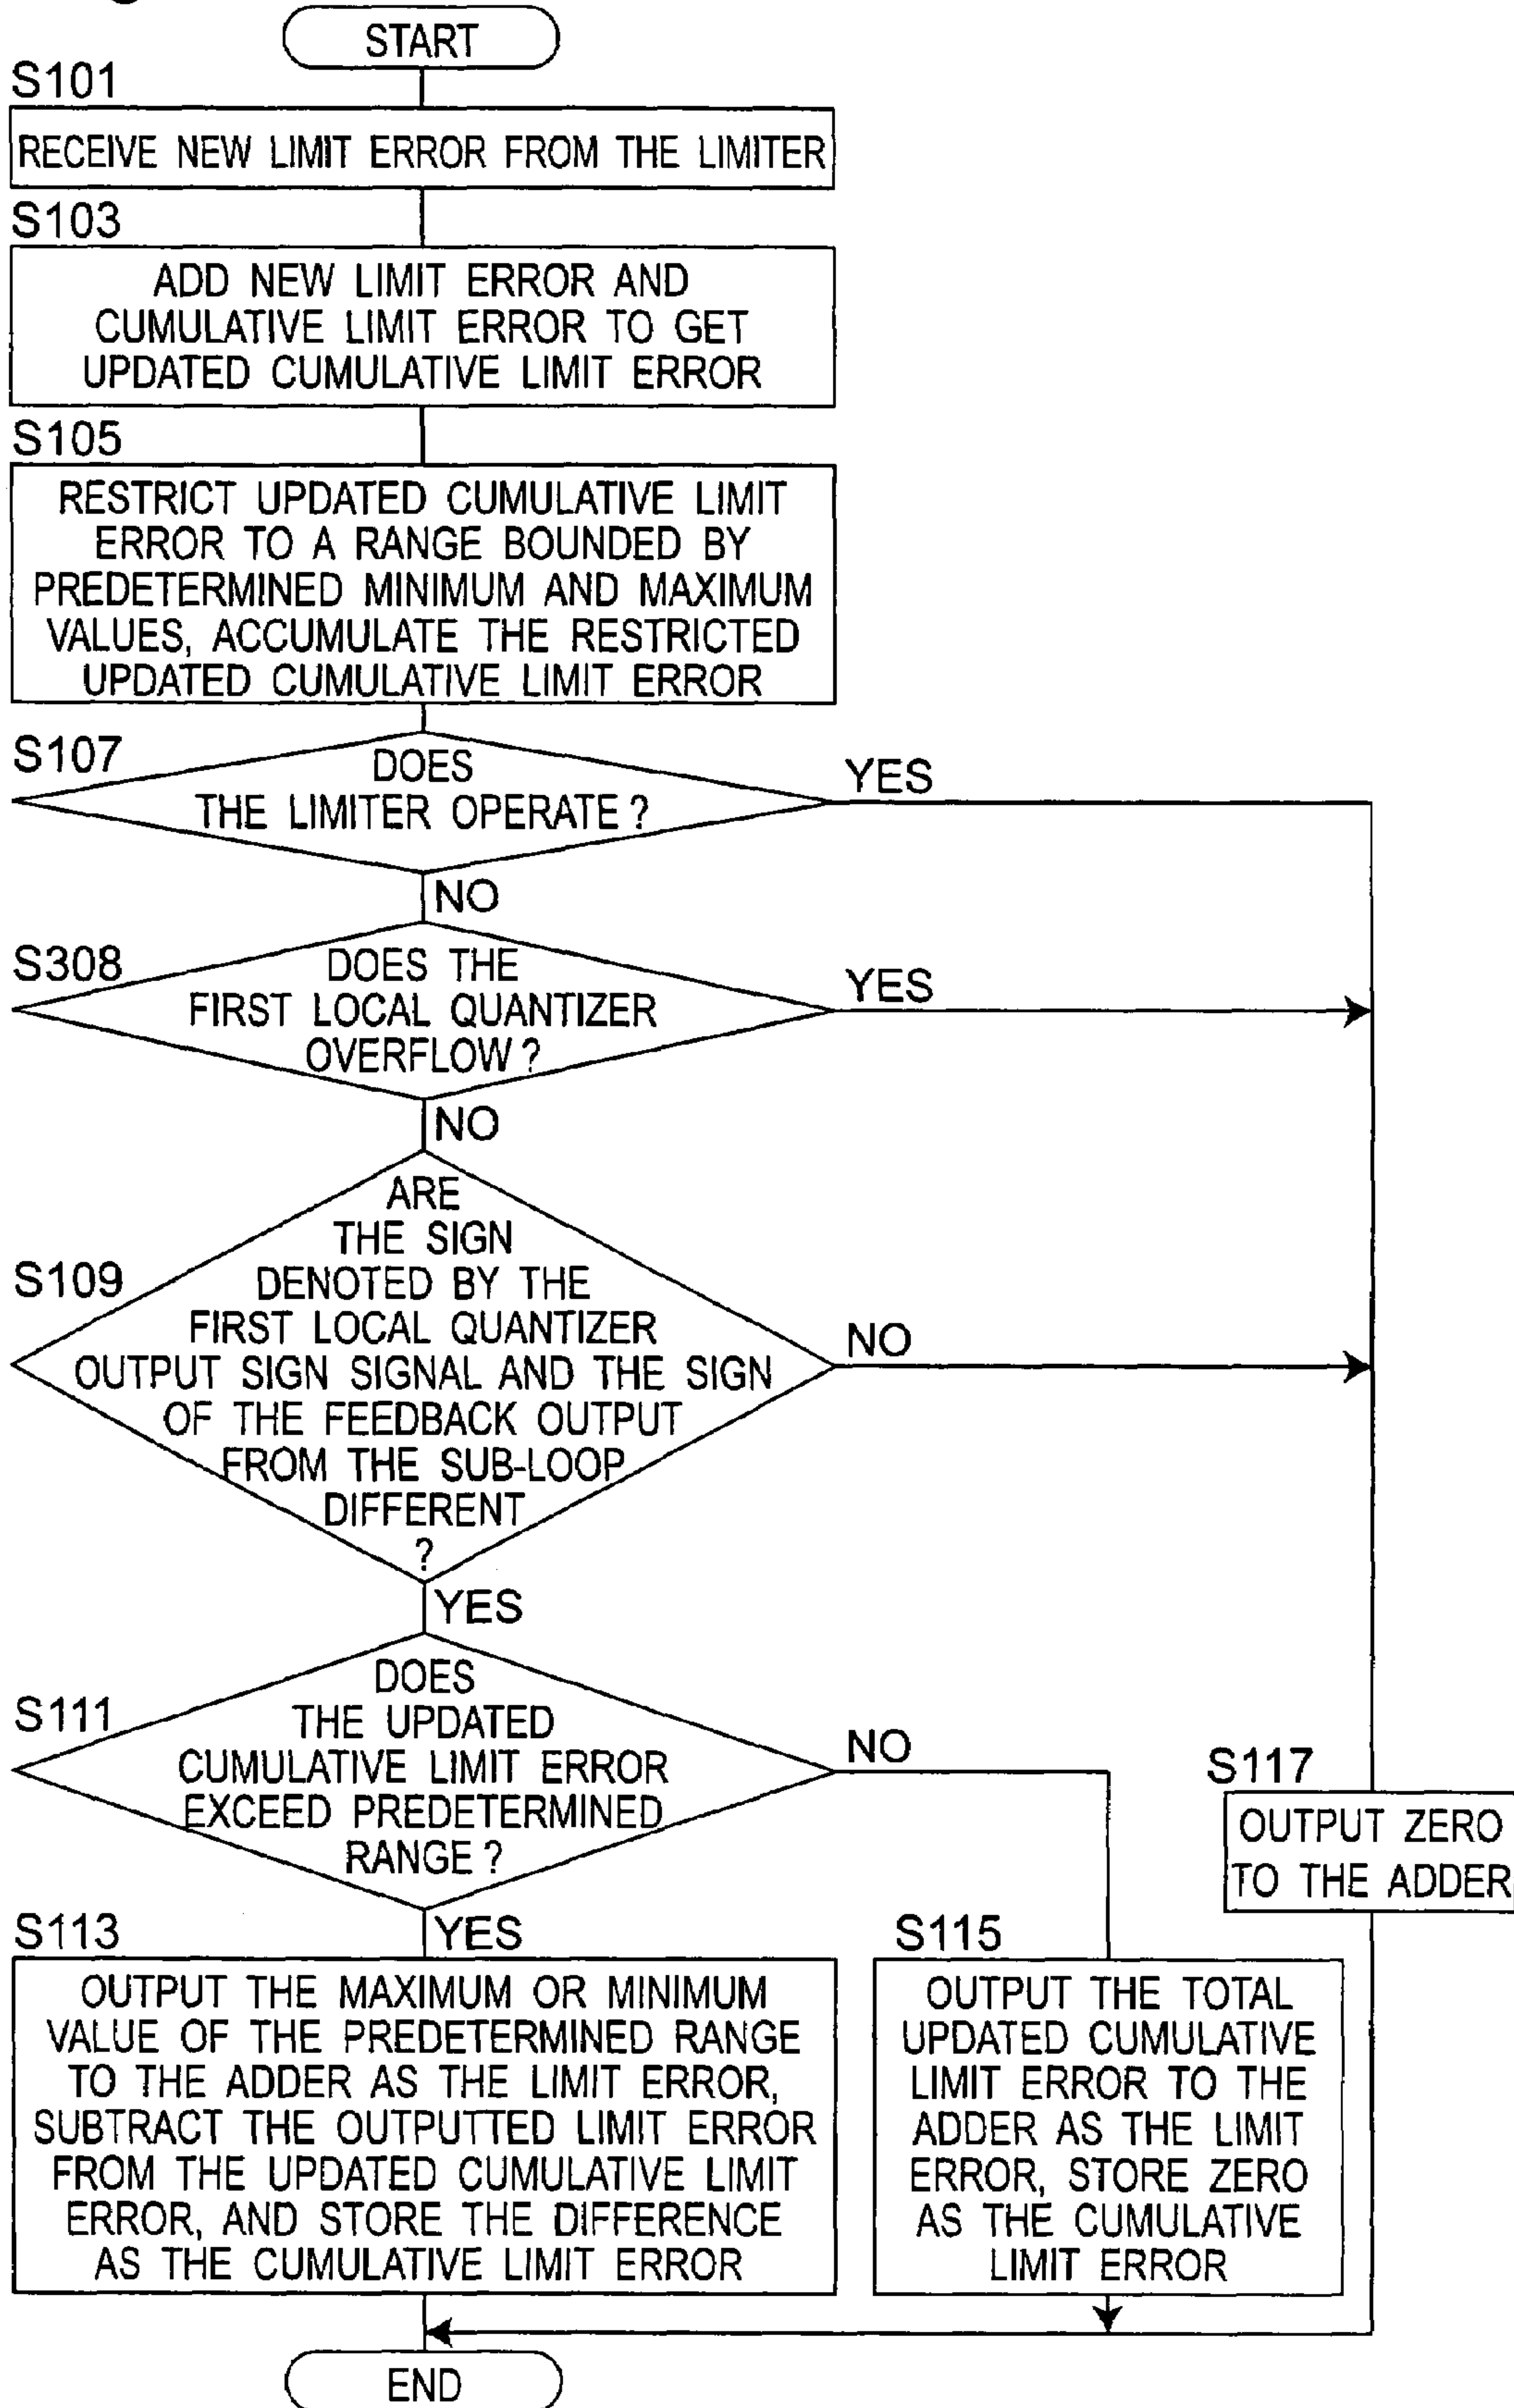 START
S101
RECEIVE NEW LIMIT ERROR FROM THE LIMITER
S103
ADD NEW LIMIT ERROR AND
CUMULATIVE LIMIT ERROR TO GET
UPDATED CUMULATIVE LIMIT ERROR
S105
RESTRICT UPDATED CUMULATIVE LIMIT
ERROR TO A RANGE BOUNDED BY
PREDETERMINED MINIMUM AND MAXIMUM
VALUES, ACCUMULATE THE RESTRICTED
UPDATED CUMULATIVE LIMIT ERROR
S107
DOES
THE LIMITER OPERATE?
YES
NO
S308
DOES THE
FIRST LOCAL QUANTIZER
OVERFLOW?
YES
NO
S109
ARE
THE SIGN
DENOTED BY THE
FIRST LOCAL QUANTIZER
OUTPUT SIGN SIGNAL AND THE SIGN
OF THE FEEDBACK OUTPUT
FROM THE SUB-LOOP
DIFFERENT
?
NO
YES
S111
DOES
THE UPDATED
CUMULATIVE LIMIT ERROR
EXCEED PREDETERMINED
RANGE?
NO
YES
S117
OUTPUT ZERO
TO THE ADDER
S113
OUTPUT THE MAXIMUM OR MINIMUM
VALUE OF THE PREDETERMINED RANGE
TO THE ADDER AS THE LIMIT ERROR,
SUBTRACT THE OUTPUTTED LIMIT ERROR
FROM THE UPDATED CUMULATIVE LIMIT
ERROR, AND STORE THE DIFFERENCE
AS THE CUMULATIVE LIMIT ERROR
S115
OUTPUT THE TOTAL
UPDATED CUMULATIVE
LIMIT ERROR TO THE
ADDER AS THE LIMIT
ERROR, STORE ZERO
AS THE CUMULATIVE
LIMIT ERROR
END